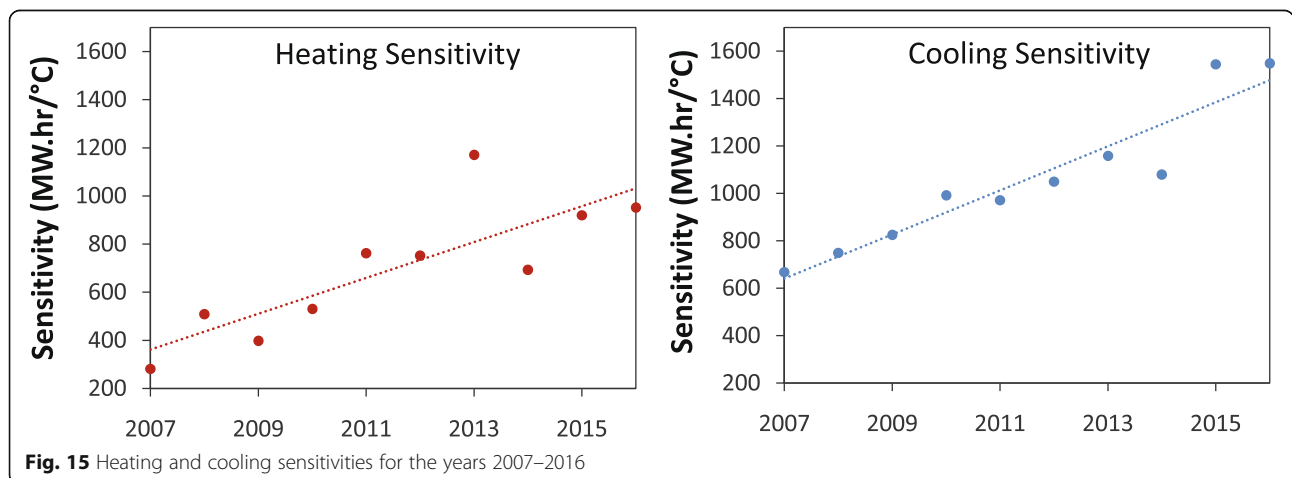 Heating Sensitivity
Sensitivity (MW.hr/°C)
1600
1400
1200
1000
800
600
400
200
2007 2009 2011 2013 2015
Cooling Sensitivity
Sensitivity (MW.hr/°C)
1600
1400
1200
1000
800
600
400
200
2007 2009 2011 2013 2015
Fig. 15 Heating and cooling sensitivities for the years 2007–2016